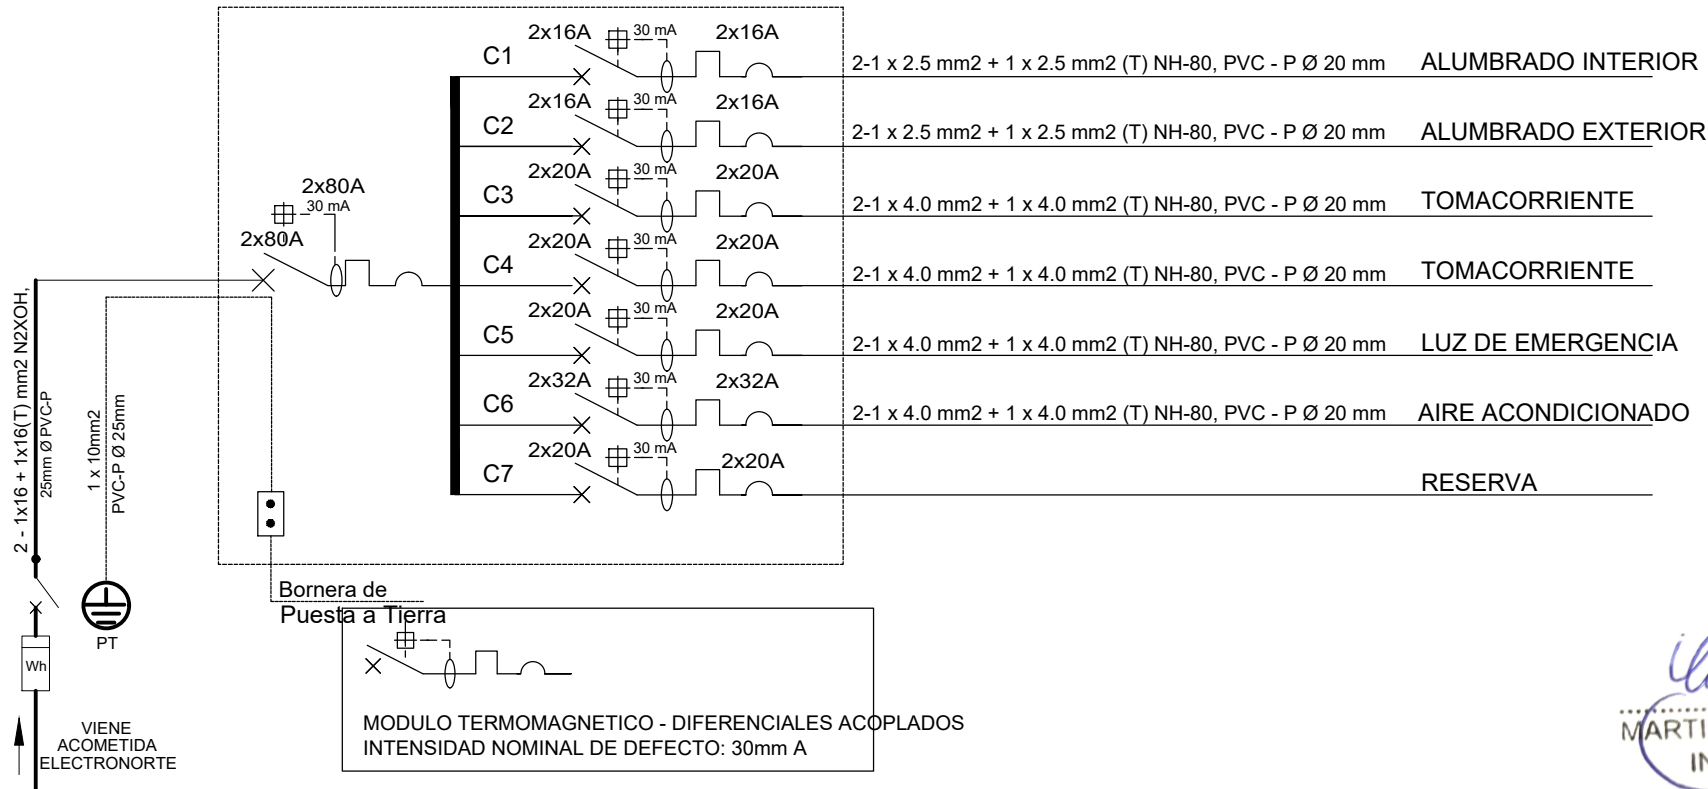 C1 2x16A 30 mA 2x16A 2-1 x 2.5 mm2 + 1 x 2.5 mm2 (T) NH-80, PVC - P Ø 20 mm ALUMBRADO INTERIOR
C2 2x16A 30 mA 2x16A 2-1 x 2.5 mm2 + 1 x 2.5 mm2 (T) NH-80, PVC - P Ø 20 mm ALUMBRADO EXTERIOR
C3 2x20A 30 mA 2x20A 2-1 x 4.0 mm2 + 1 x 4.0 mm2 (T) NH-80, PVC - P Ø 20 mm TOMACORRIENTE
C4 2x20A 30 mA 2x20A 2-1 x 4.0 mm2 + 1 x 4.0 mm2 (T) NH-80, PVC - P Ø 20 mm TOMACORRIENTE
C5 2x20A 30 mA 2x20A 2-1 x 4.0 mm2 + 1 x 4.0 mm2 (T) NH-80, PVC - P Ø 20 mm LUZ DE EMERGENCIA
C6 2x32A 30 mA 2x32A 2-1 x 4.0 mm2 + 1 x 4.0 mm2 (T) NH-80, PVC - P Ø 20 mm AIRE ACONDICIONADO
C7 2x20A 30 mA 2x20A RESERVA
2x80A
30 mA
2x80A
2 - 1x16 + 1x16(T) mm2 N2XOH,
25mm Ø PVC-P
1 x 10mm2
PVC-P Ø 25mm
PT
Wh
VIENE
ACOMETIDA
ELECTRONORTE
Bornera de
Puesta a Tierra
MODULO TERMOMAGNETICO - DIFERENCIALES ACOPLADOS
INTENSIDAD NOMINAL DE DEFECTO: 30mm A
MARTI
IN